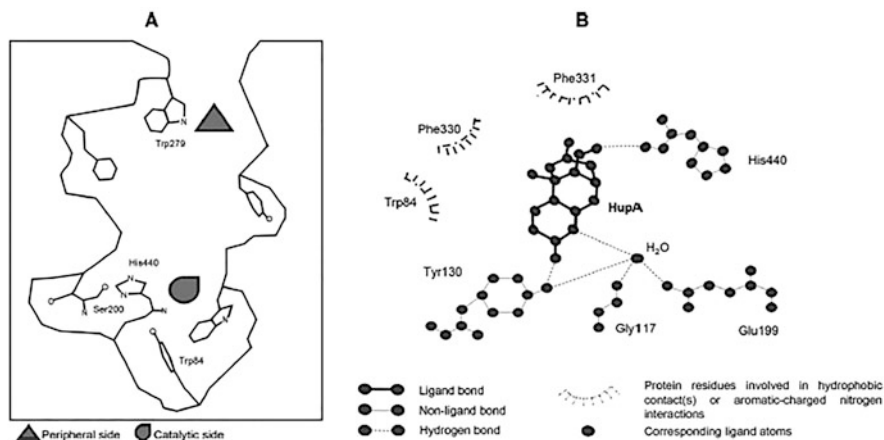 A
B
Trp279
N
His440
N
N
Ser200
N
N
Trp84
Peripheral side
Catalytic side
Phe331
Phe330
His440
Trp84
HupA
H₂O
Tyr130
Gly117
Glu199
Ligand bond
Non-ligand bond
Hydrogen bond
Protein residues involved in hydrophobic
contact(s) or aromatic-charged nitrogen
interactions
Corresponding ligand atoms